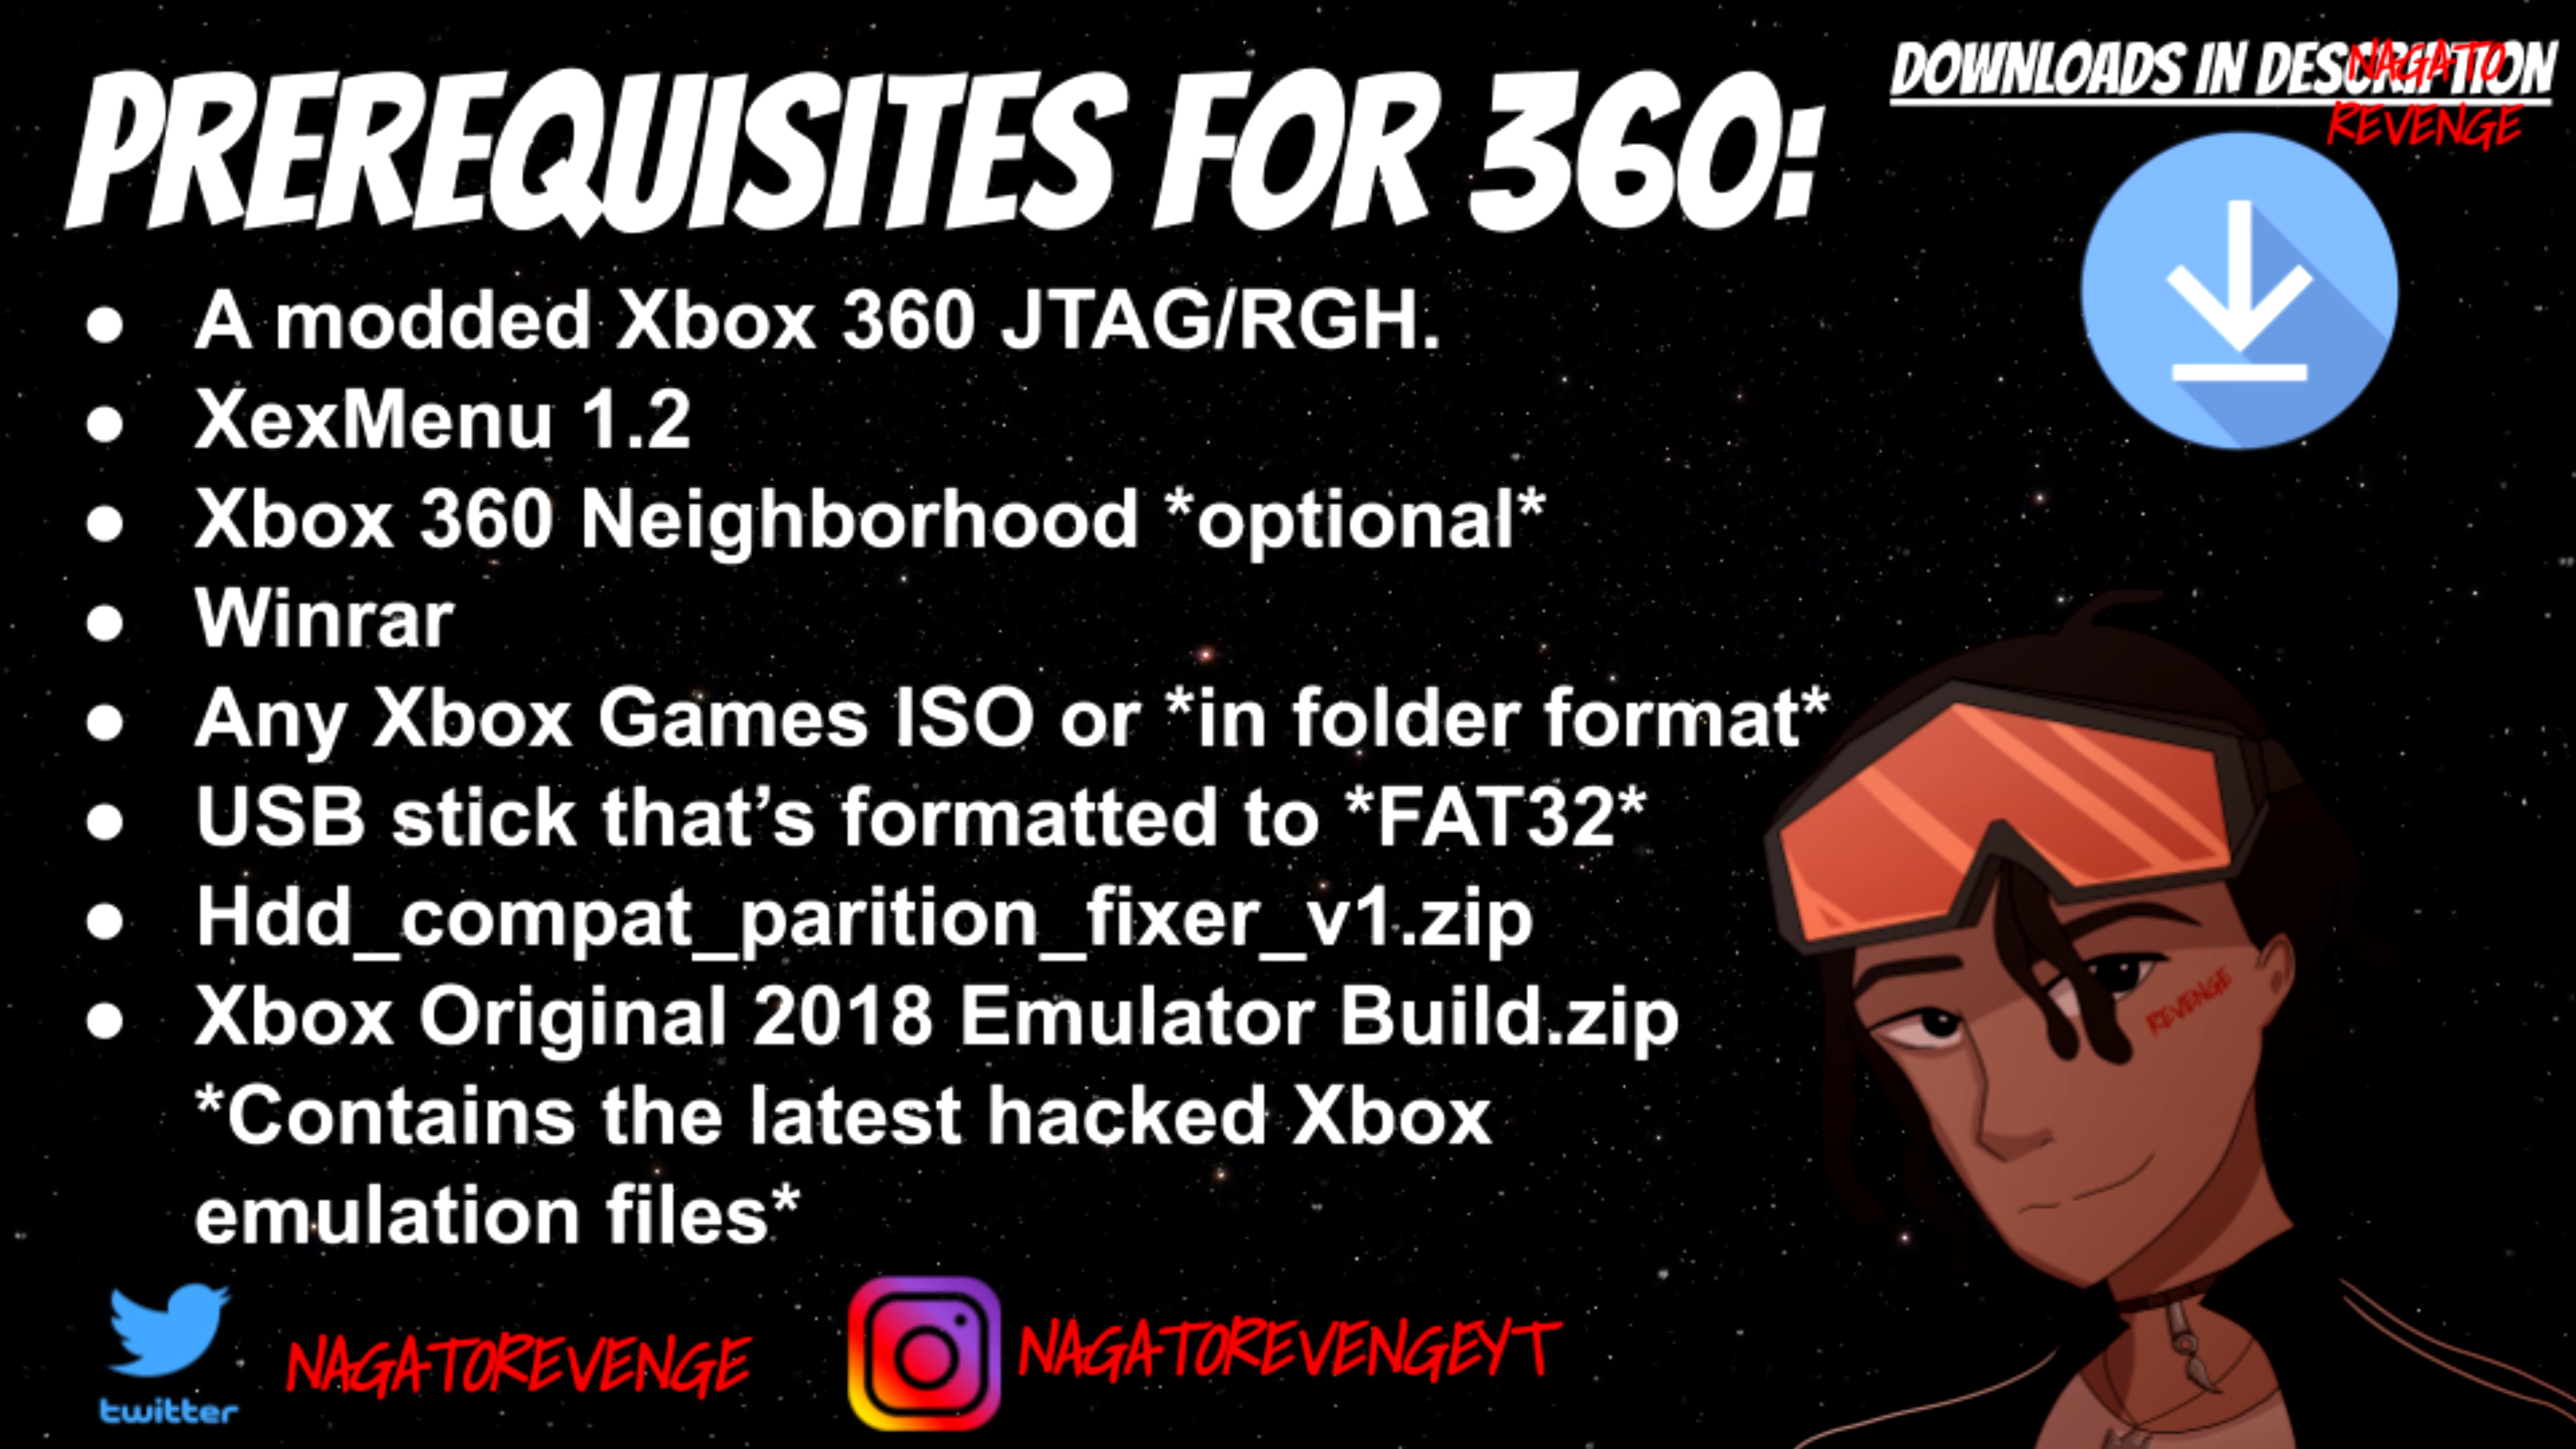 PREREQUISITES FOR 360:
DOWNLOADS IN DESCRIPTION
NAGATO
REVENGE
● A modded Xbox 360 JTAG/RGH.
● XexMenu 1.2
● Xbox 360 Neighborhood *optional*
● Winrar
● Any Xbox Games ISO or *in folder format*
● USB stick that’s formatted to *FAT32*
● Hdd_compat_parition_fixer_v1.zip
● Xbox Original 2018 Emulator Build.zip
*Contains the latest hacked Xbox
emulation files*
REVENGE
twitter
NAGATOREVENGE
NAGATOREVENGEYT